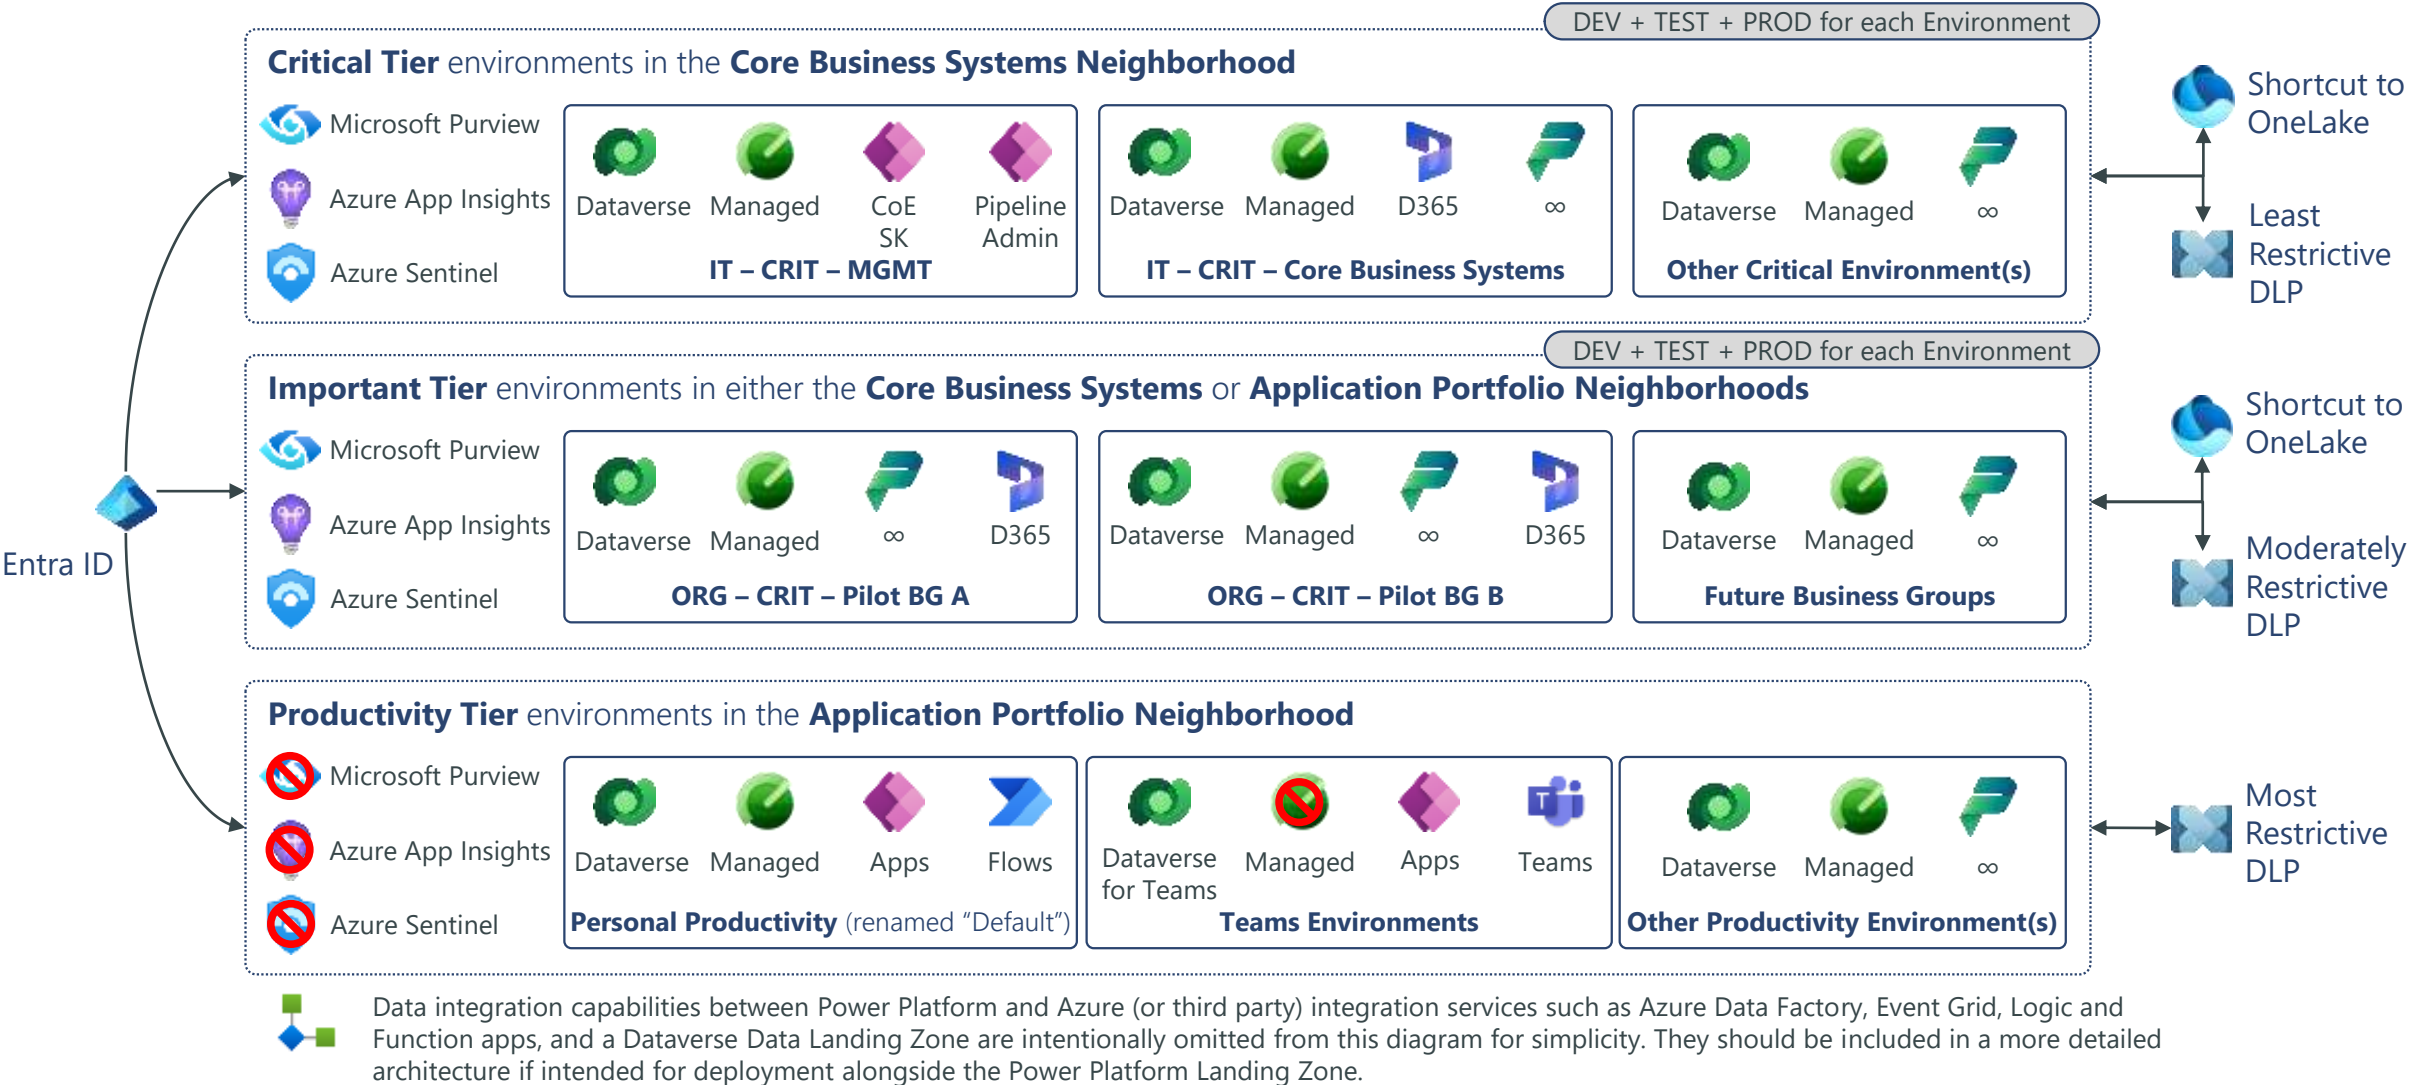 DEV + TEST + PROD for each Environment
Critical Tier environments in the Core Business Systems Neighborhood
Microsoft Purview
Azure App Insights
Azure Sentinel
Dataverse
Managed
CoE
SK
Pipeline
Admin
IT – CRIT – MGMT
Dataverse
Managed
D365
∞
IT – CRIT – Core Business Systems
Dataverse
Managed
∞
Other Critical Environment(s)
Shortcut to
OneLake
Least
Restrictive
DLP
DEV + TEST + PROD for each Environment
Important Tier environments in either the Core Business Systems or Application Portfolio Neighborhoods
Microsoft Purview
Azure App Insights
Azure Sentinel
Dataverse
Managed
∞
D365
ORG – CRIT – Pilot BG A
Dataverse
Managed
∞
D365
ORG – CRIT – Pilot BG B
Dataverse
Managed
∞
Future Business Groups
Shortcut to
OneLake
Moderately
Restrictive
DLP
Entra ID
Productivity Tier environments in the Application Portfolio Neighborhood
Microsoft Purview
Azure App Insights
Azure Sentinel
Dataverse
Managed
Apps
Flows
Personal Productivity (renamed “Default”)
Dataverse
for Teams
Managed
Apps
T
Teams
Teams Environments
Dataverse
Managed
∞
Other Productivity Environment(s)
Most
Restrictive
DLP
Data integration capabilities between Power Platform and Azure (or third party) integration services such as Azure Data Factory, Event Grid, Logic and
Function apps, and a Dataverse Data Landing Zone are intentionally omitted from this diagram for simplicity. They should be included in a more detailed
architecture if intended for deployment alongside the Power Platform Landing Zone.